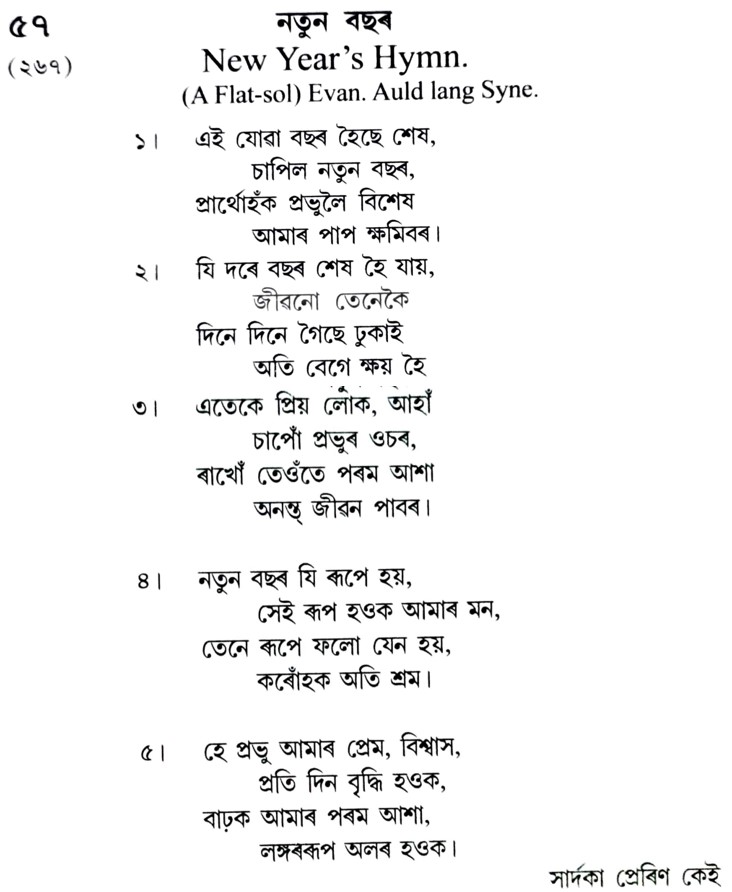 ৫৭
নতুন বছৰ
(২৬৭)
New Year's Hymn.
(A Flat-sol) Evan. Auld lang Syne.
১। এই যোৱা বছৰ হৈছে শেষ,
চাপিল নতুন বছৰ,
প্ৰাৰ্থোহঁক প্ৰভুলৈ বিশেষ
আমাৰ পাপ ক্ষমিবৰ।
২। যি দৰে বছৰ শেষ হৈ যায়,
জীৱনো তেনেকৈ
দিনে দিনে গৈছে ঢুকাই
অতি বেগে ক্ষয় হৈ
৩। এতেকে প্ৰিয় লোক, আহাঁ
চাপোঁ প্ৰভুৰ ওচৰ,
ৰাখোঁ তেওঁতে পৰম আশা
অনন্ত জীৱন পাবৰ।
৪। নতুন বছৰ যি ৰূপে হয়,
সেই ৰূপ হওক আমাৰ মন,
তেনে ৰূপে ফলো যেন হয়,
কৰোঁহক অতি শ্ৰম।
৫। হে প্ৰভু আমাৰ প্ৰেম, বিশ্বাস,
প্ৰতি দিন বৃদ্ধি হওক,
বাঢ়ক আমাৰ পৰম আশা,
লঙ্গৰৰূপ অলৰ হওক।
সাৰ্দকা প্ৰেৰিণ কেই